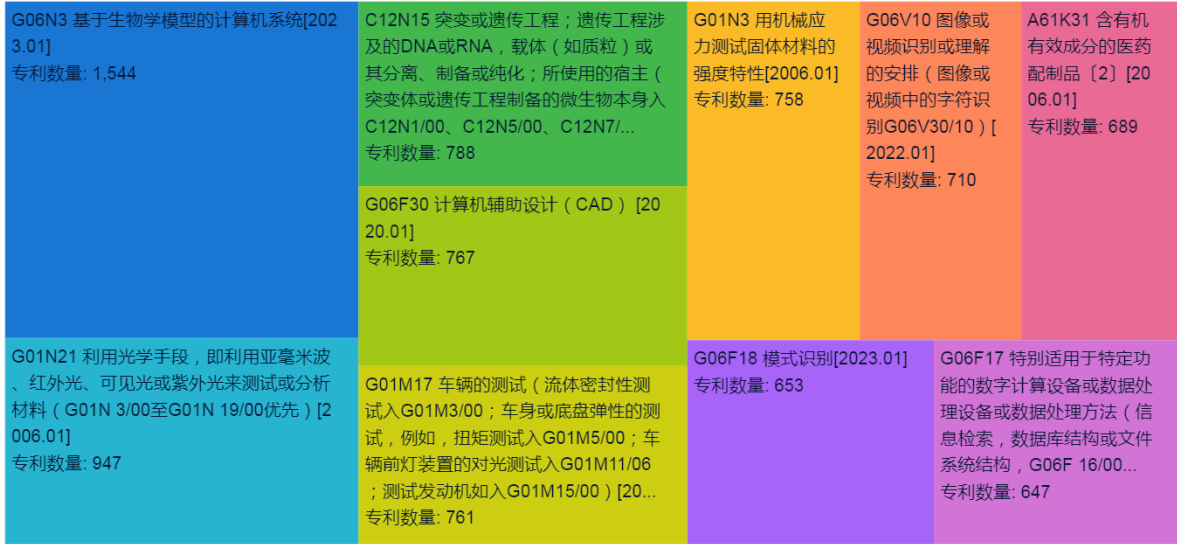 G06N3 基于生物学模型的计算机系统[202
3.01]
专利数量: 1,544
G01N21 利用光学手段，即利用亚毫米波
、红外光、可见光或紫外光来测试或分析
材料（G01N 3/00至G01N 19/00优先）[2
006.01]
专利数量: 947
C12N15 突变或遗传工程；遗传工程涉
及的DNA或RNA，载体（如质粒）或
其分离、制备或纯化；所使用的宿主（
突变体或遗传工程制备的微生物本身入
C12N1/00、C12N5/00、C12N7/...
专利数量: 788
G06F30 计算机辅助设计（CAD） [20
20.01]
专利数量: 767
G01M17 车辆的测试（流体密封性测
试入G01M3/00；车身或底盘弹性的测
试，例如，扭矩测试入G01M5/00；车
辆前灯装置的对光测试入G01M11/06
；测试发动机如入G01M15/00）[20...
专利数量: 761
G01N3 用机械应
力测试固体材料的
强度特性[2006.01]
专利数量: 758
G06V10 图像或
视频识别或理解
的安排（图像或
视频中的字符识
别G06V30/10）[
2022.01]
专利数量: 710
A61K31 含有机
有效成分的医药
配制品〔2〕[20
06.01]
专利数量: 689
G06F18 模式识别[2023.01]
专利数量: 653
G06F17 特别适用于特定功
能的数字计算设备或数据处
理设备或数据处理方法（信
息检索，数据库结构或文件
系统结构，G06F 16/00...
专利数量: 647